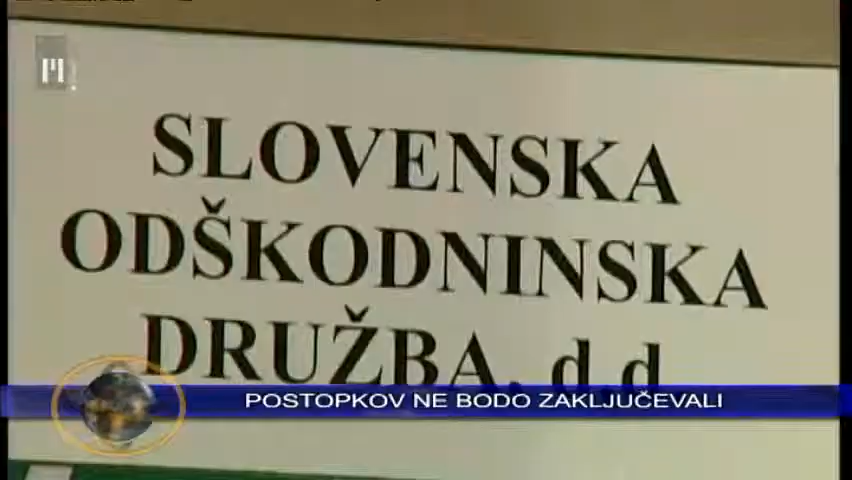 SLOVENSKA
ODŠKODNINSKA
DRUŽBA, d.d
POSTOPKOV NE BODO ZAKLJUČEVALI